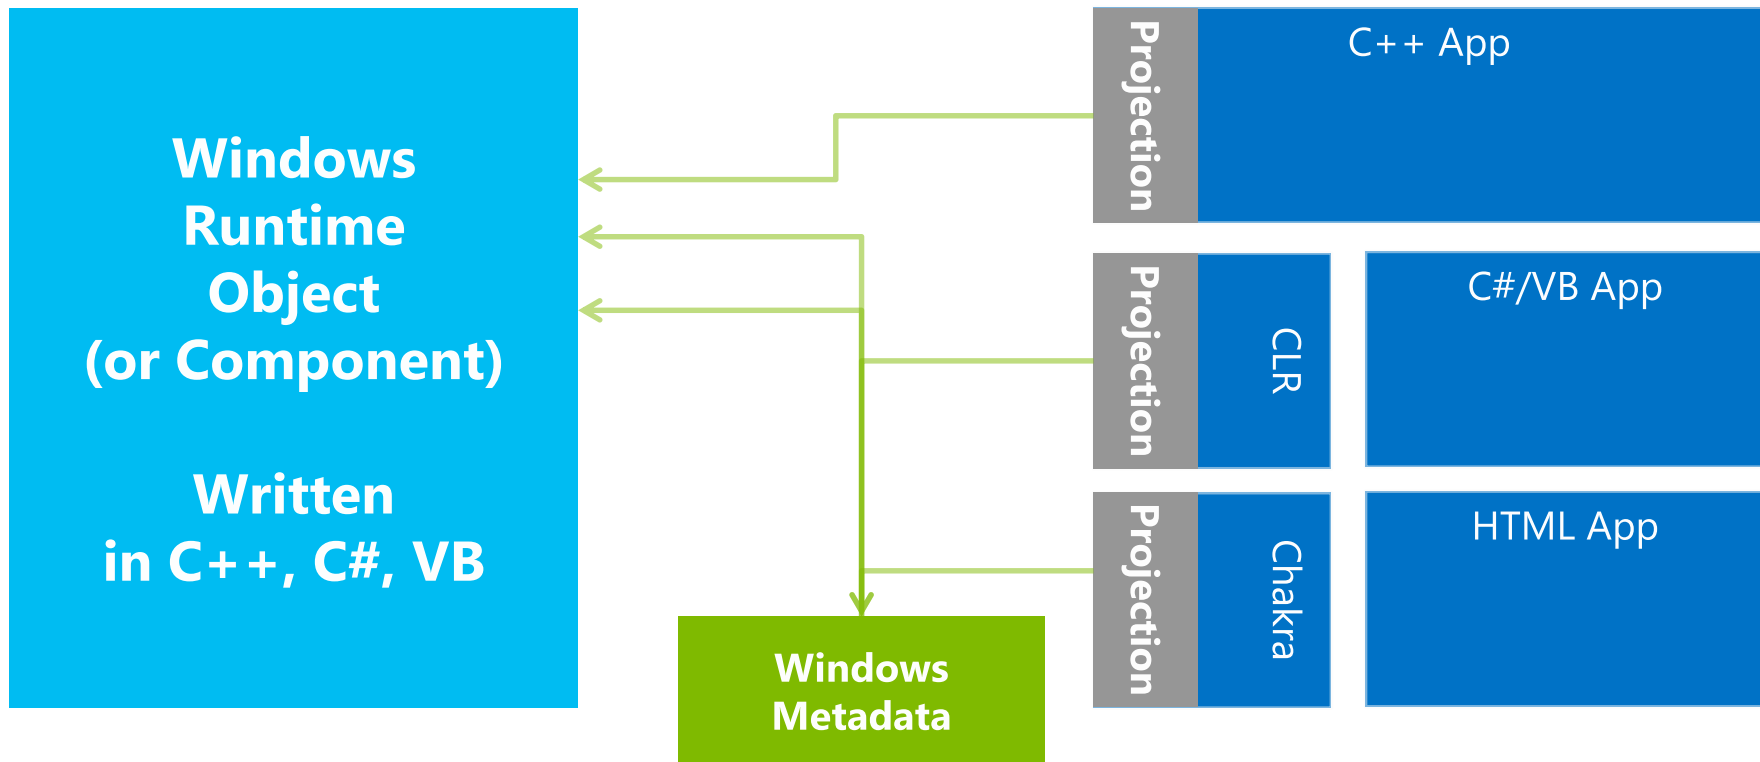 Windows
Runtime
Object
(or Component)
Written
in C++, C#, VB
Projection
C++ App
Projection
CLR
C#/VB App
Projection
Chakra
HTML App
Windows
Metadata